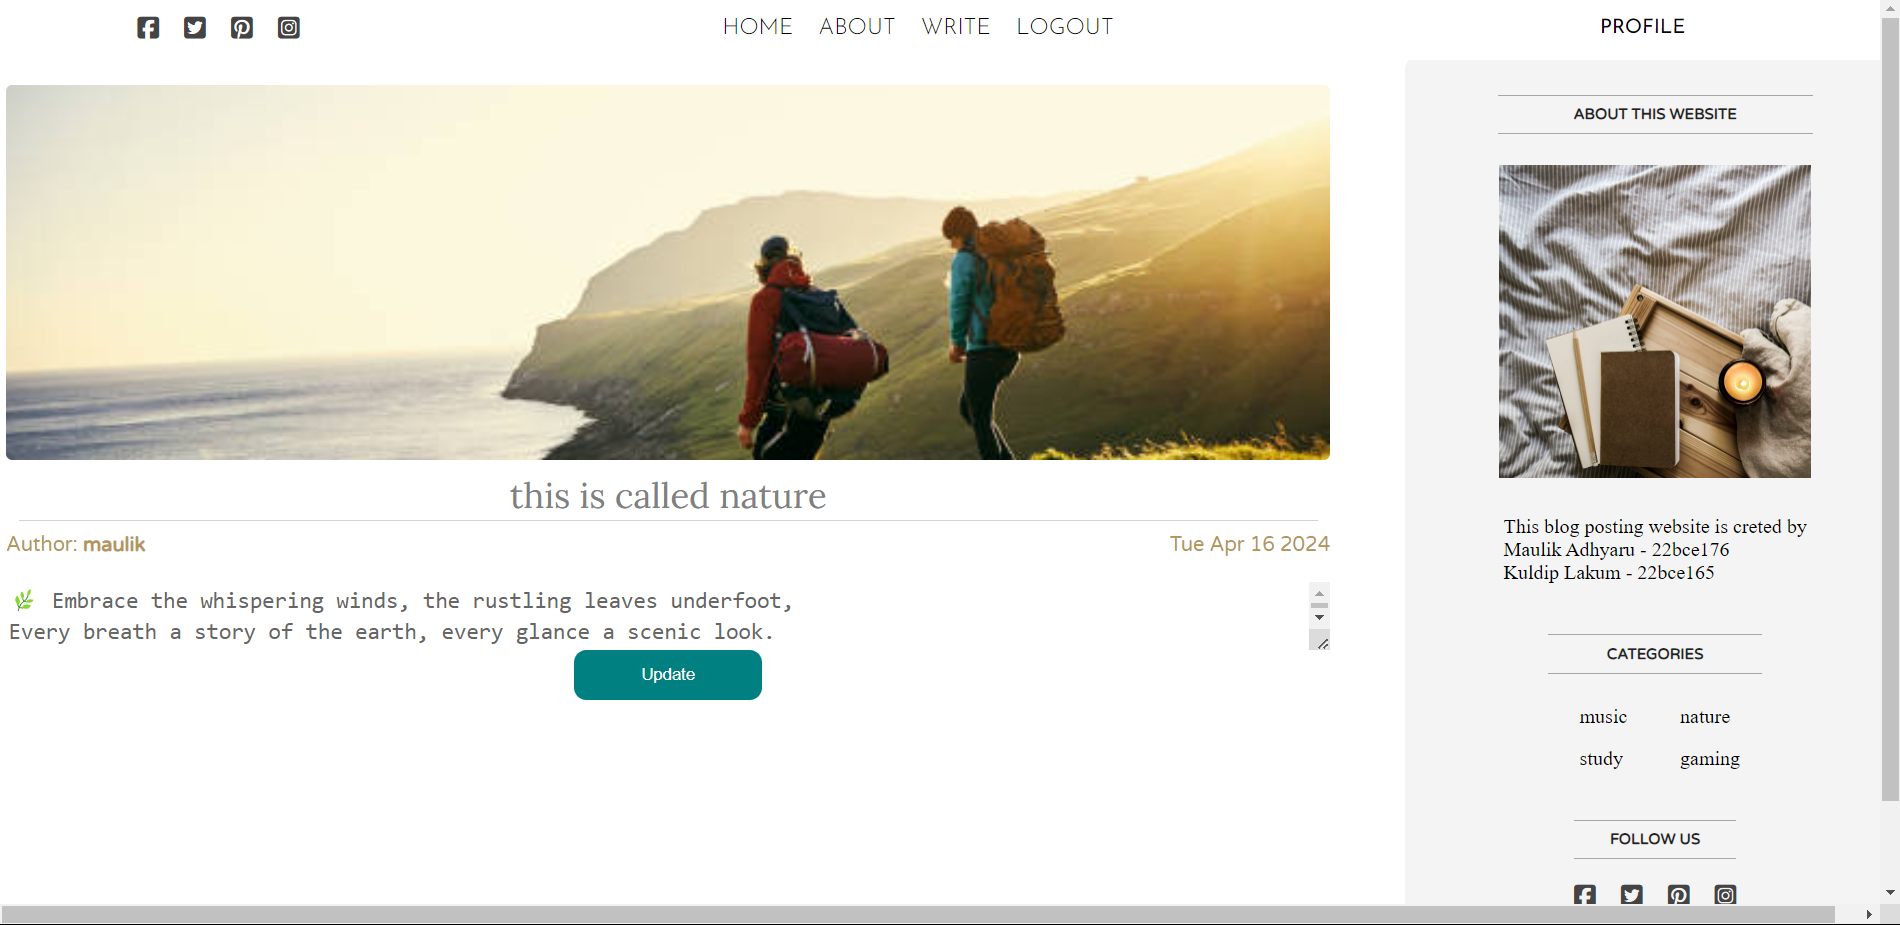 HOME ABOUT WRITE LOGOUT
PROFILE
this is called nature
Author: maulik
Tue Apr 16 2024
🌿 Embrace the whispering winds, the rustling leaves underfoot,
Every breath a story of the earth, every glance a scenic look.
Update
ABOUT THIS WEBSITE
This blog posting website is creted by
Maulik Adhyaru - 22bce176
Kuldip Lakum - 22bce165
CATEGORIES
music nature
study gaming
FOLLOW US